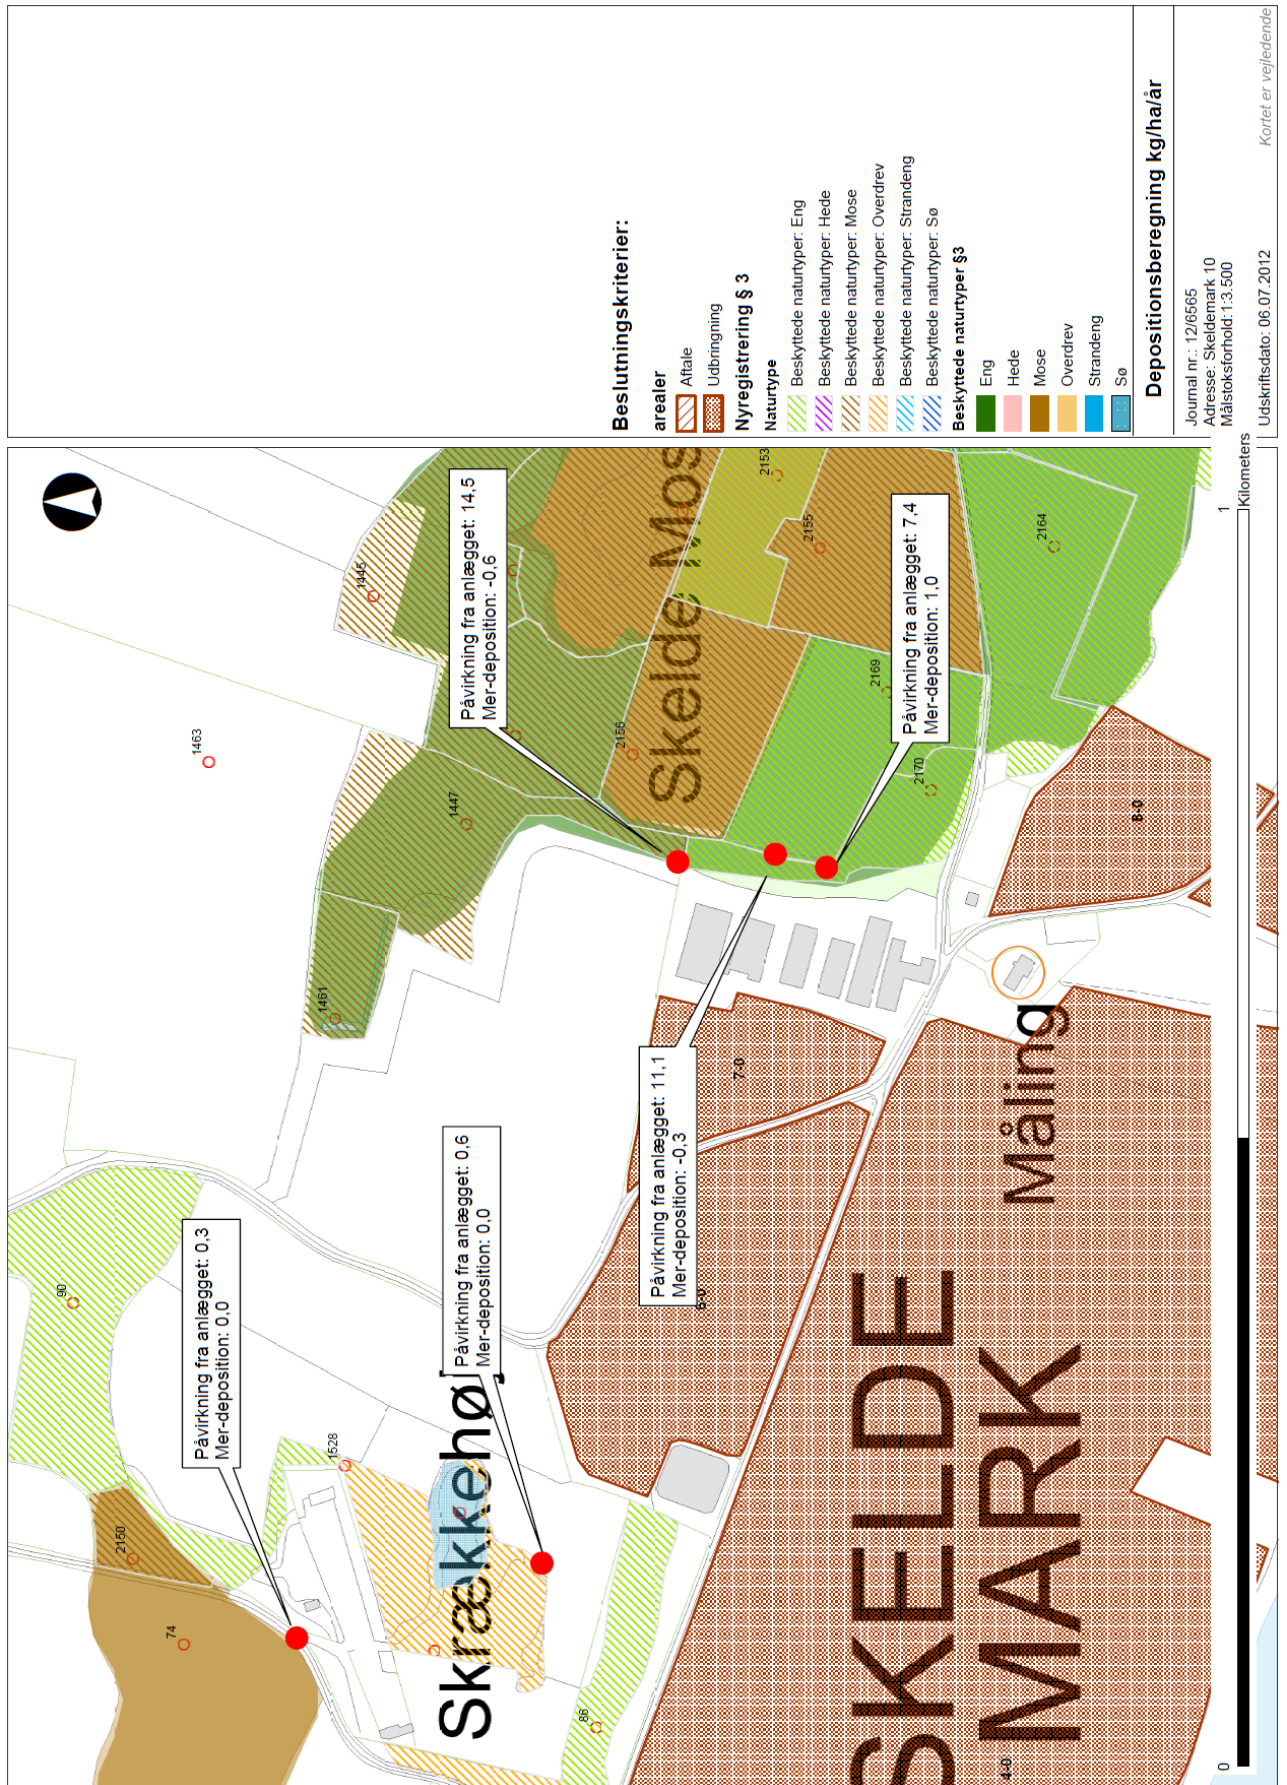 Påvirkning fra anlægget: 0,3
Mer-deposition: 0,0
Påvirkning fra anlægget: 0,6
Mer-deposition: 0,0
Påvirkning fra anlægget: 11,1
Mer-deposition: -0,3
Påvirkning fra anlægget: 14,5
Mer-deposition: -0,6
Påvirkning fra anlægget: 7,4
Mer-deposition: 1,0
90
74
2150
1528
86
1463
1445
1447
1461
2156
2153
2155
2169
2170
2164
4-0
6-0
7-0
8-0
Skrækkehøj
Skelde Mos
Måling
SKELDE
MARK
0
1
Kilometers
Beslutningskriterier:
arealer
Aftale
Udbringning
Nyregistrering § 3
Naturtype
Beskyttede naturtyper: Eng
Beskyttede naturtyper: Hede
Beskyttede naturtyper: Mose
Beskyttede naturtyper: Overdrev
Beskyttede naturtyper: Strandeng
Beskyttede naturtyper: Sø
Beskyttede naturtyper §3
Eng
Hede
Mose
Overdrev
Strandeng
Sø
Depositionsberegning kg/ha/år
Journal nr.: 12/6565
Adresse: Skeldemark 10
Målstoksforhold: 1:3.500
Udskriftsdato: 06.07.2012
Kortet er vejledende